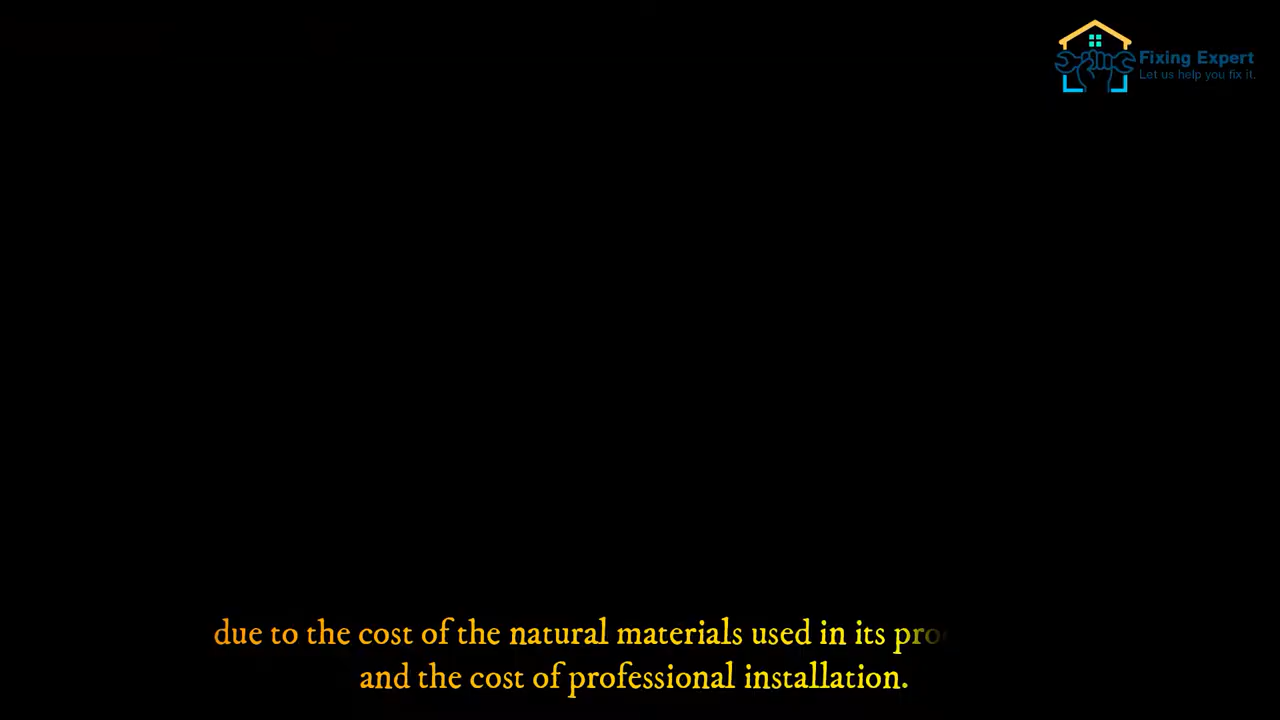 Fixing Expert
Let us help you fix it.
due to the cost of the natural materials used in its
and the cost of professional installation.